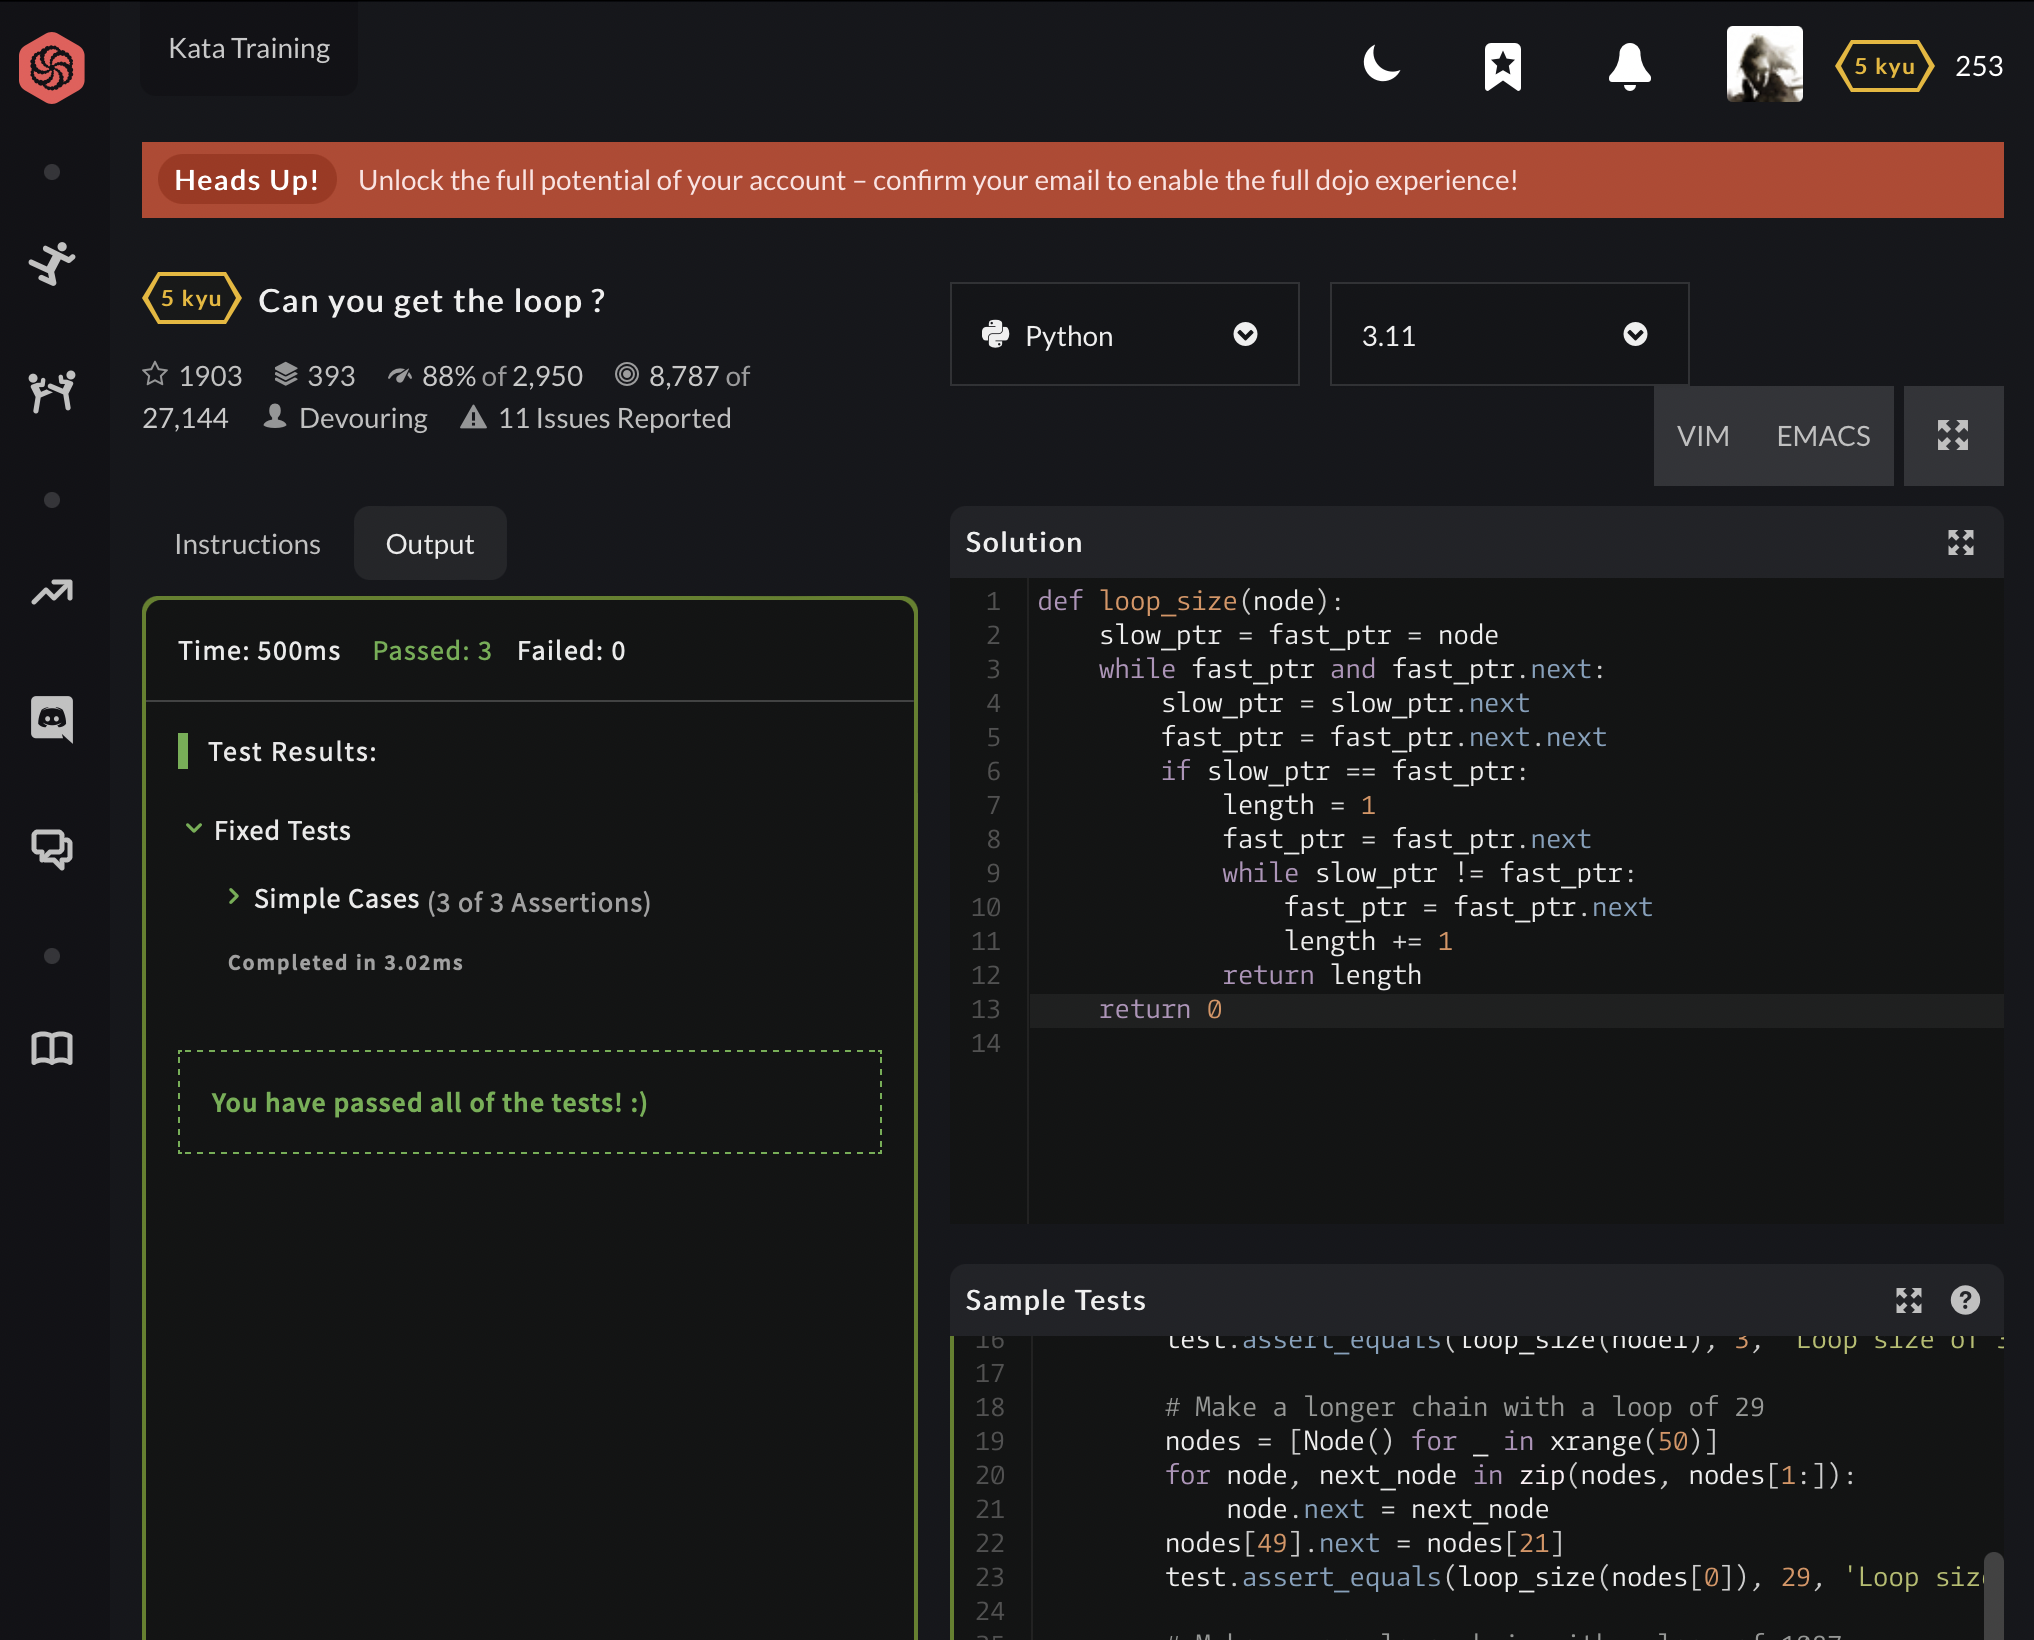 Kata Training
5 kyu 253
Heads Up! Unlock the full potential of your account – confirm your email to enable the full dojo experience!
5 kyu Can you get the loop ?
1903 393 88% of 2,950 8,787 of
27,144 Devouring 11 Issues Reported
Python
3.11
VIM EMACS
Instructions Output
Time: 500ms Passed: 3 Failed: 0
Test Results:
Fixed Tests
Simple Cases (3 of 3 Assertions)
Completed in 3.02ms
You have passed all of the tests! :)
Solution
1 def loop_size(node):
2 slow_ptr = fast_ptr = node
3 while fast_ptr and fast_ptr.next:
4 slow_ptr = slow_ptr.next
5 fast_ptr = fast_ptr.next.next
6 if slow_ptr == fast_ptr:
7 length = 1
8 fast_ptr = fast_ptr.next
9 while slow_ptr != fast_ptr:
10 fast_ptr = fast_ptr.next
11 length += 1
12 return length
13 return 0
14
Sample Tests
16 test.assert_equals(loop_size(node1), 3, 'Loop size of 3
17
18 # Make a longer chain with a loop of 29
19 nodes = [Node() for _ in xrange(50)]
20 for node, next_node in zip(nodes, nodes[1:]):
21 node.next = next_node
22 nodes[49].next = nodes[21]
23 test.assert_equals(loop_size(nodes[0]), 29, 'Loop siz
24